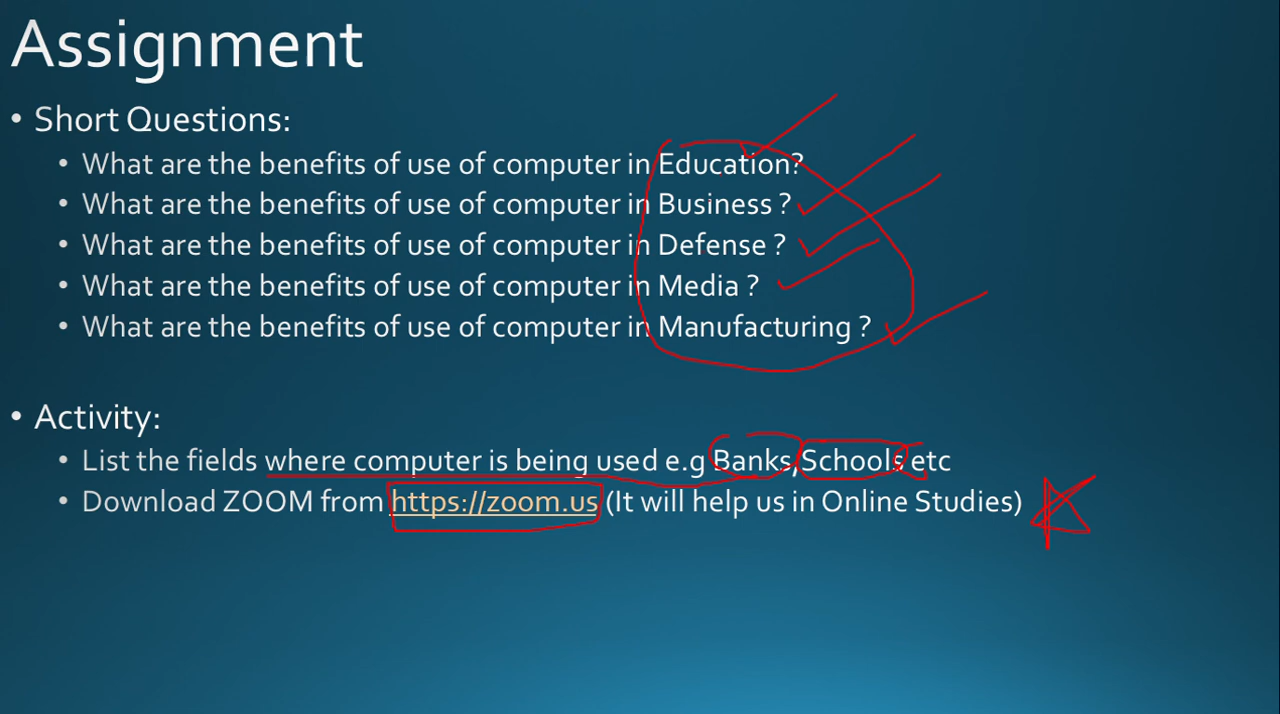 Assignment
• Short Questions:
• What are the benefits of use of computer in Education?
• What are the benefits of use of computer in Business ?
• What are the benefits of use of computer in Defense ?
• What are the benefits of use of computer in Media ?
• What are the benefits of use of computer in Manufacturing ?
• Activity:
• List the fields where computer is being used e.g Banks,Schools etc
• Download ZOOM from https://zoom.us (It will help us in Online Studies)